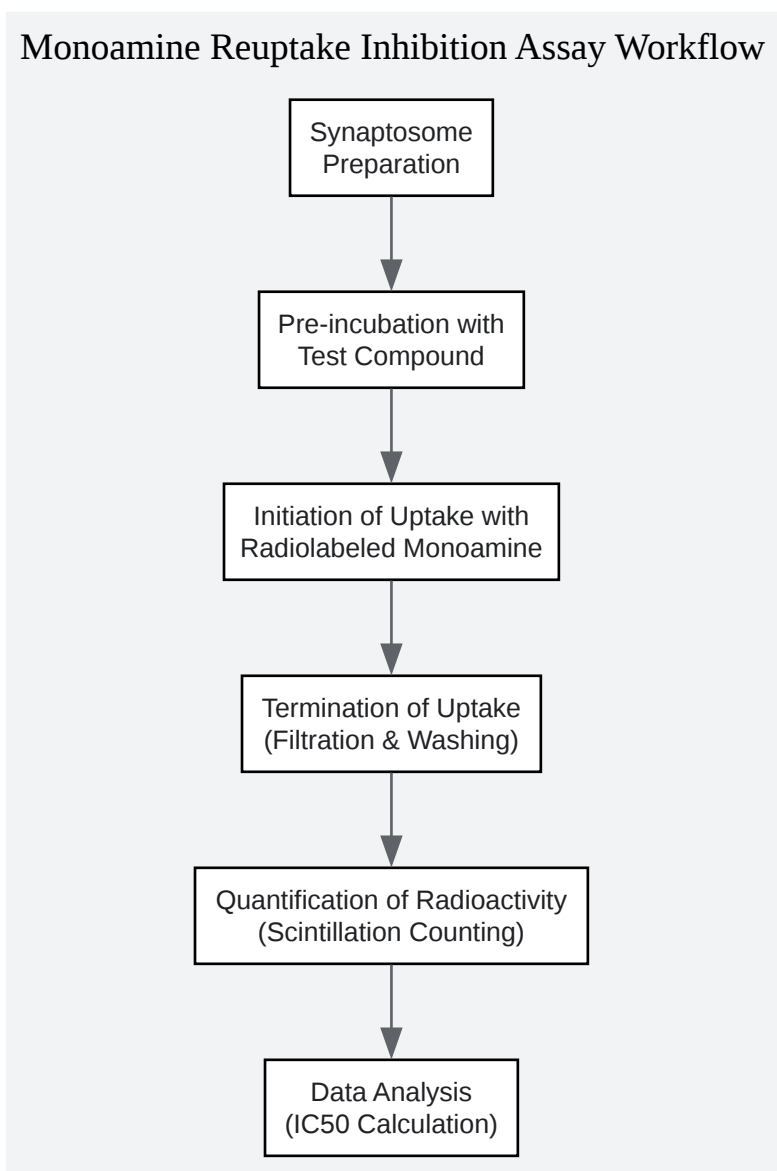 Monoamine Reuptake Inhibition Assay Workflow
Synaptosome
Preparation
Pre-incubation with
Test Compound
Initiation of Uptake with
Radiolabeled Monoamine
Termination of Uptake
(Filtration & Washing)
Quantification of Radioactivity
(Scintillation Counting)
Data Analysis
(IC50 Calculation)